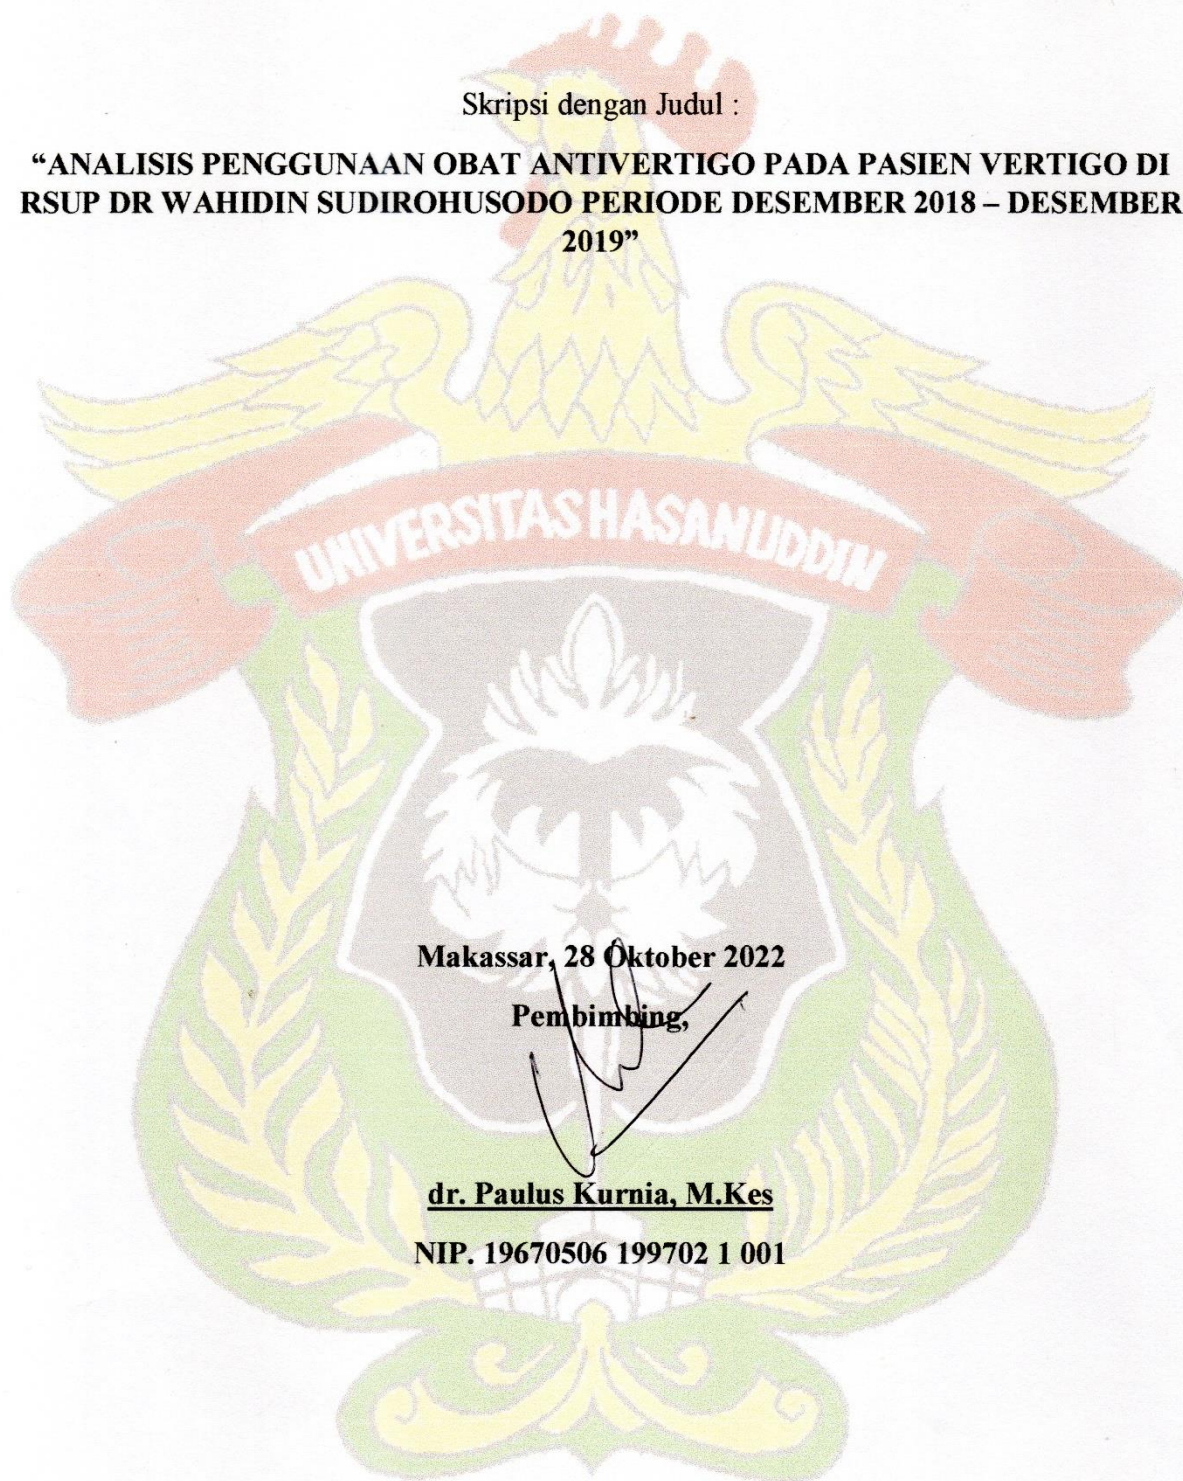 Skripsi dengan Judul :
“ANALISIS PENGGUNAAN OBAT ANTIVERTIGO PADA PASIEN VERTIGO DI
RSUP DR WAHIDIN SUDIROHUSODO PERIODE DESEMBER 2018 – DESEMBER
2019”
UNIVERSITAS HASANUDDIN
Makassar, 28 Oktober 2022
Pembimbing,
dr. Paulus Kurnia, M.Kes
NIP. 19670506 199702 1 001